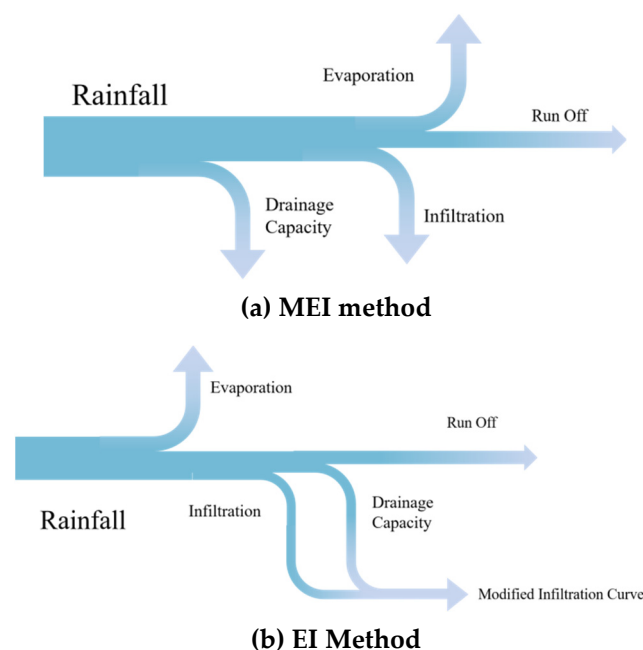 Evaporation
Rainfall
Run Off
Drainage
Capacity
Infiltration
(a) MEI method
Evaporation
Run Off
Rainfall
Infiltration
Drainage
Capacity
Modified Infiltration Curve
(b) EI Method